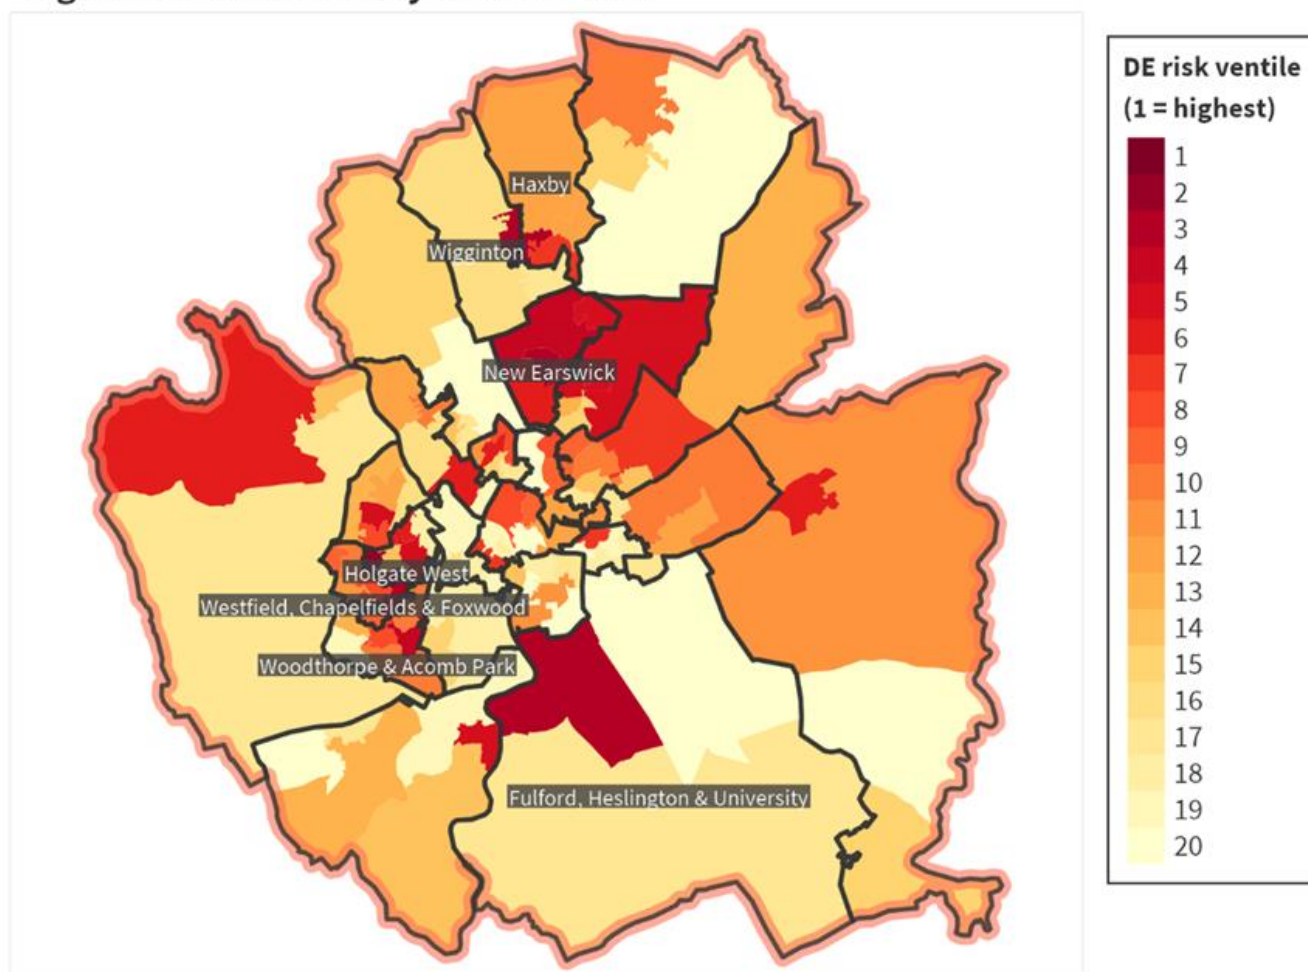 Haxby
Wigginton
New Earswick
Holgate West
Westfield, Chapelfields & Foxwood
Woodthorpe & Acomb Park
Fulford, Heslington & University
DE risk ventile
(1 = highest)
1
2
3
4
5
6
7
8
9
10
11
12
13
14
15
16
17
18
19
20